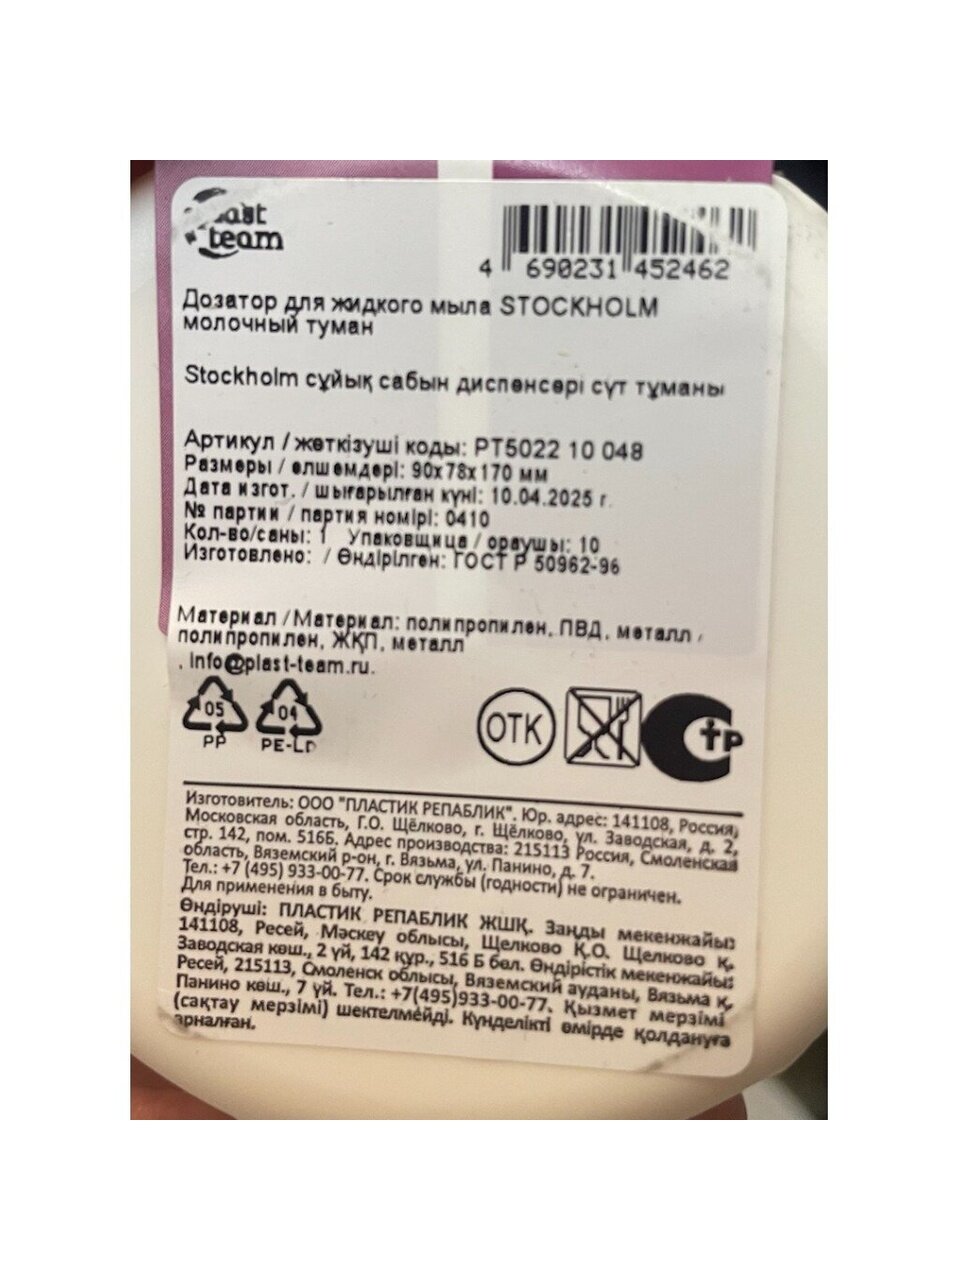 plast
team
4 690231 452462
Дозатор для жидкого мыла STOCKHOLM
молочный туман
Stockholm сұйық сабын диспенсері сүт тұманы
Артикул / жеткізуші коды: PT5022 10 048
Размеры / өлшемдері: 90x78x170 мм
Дата изгот. / шығарылған күні: 10.04.2025 г.
№ партии / партия номірі: 0410
Кол-во/саны: 1 Упаковщица / ораушы: 10
Изготовлено: / Өндірілген: ГОСТ Р 50962-96
Материал /Материал: полипропилен, ПВД, металл /
полипропилен, ЖҚП, металл
. Info@plast-team.ru.
05 04
PP PE-LD
ОТК
стр
Изготовитель: ООО "ПЛАСТИК РЕПАБЛИК". Юр. адрес: 141108, Россия,
Московская область, Г.О. Щёлково, г. Щёлково, ул. Заводская, д. 2,
стр. 142, пом. 516Б. Адрес производства: 215113 Россия, Смоленская
область, Вяземский р-он, г. Вязьма, ул. Панино, д. 7.
Тел.: +7 (495) 933-00-77. Срок службы (годности) не ограничен.
Для применения в быту.
Өндіруші: ПЛАСТИК РЕПАБЛИК ЖШҚ. Заңды мекенжайы:
141108, Ресей, Мәскеу облысы, Щелково Қ.О. Щелково қ.
Заводская көш., 2 үй, 142 құр., 516 Б бөл. Өндірістік мекенжайы:
Ресей, 215113, Смоленск облысы, Вяземский ауданы, Вязьма қ.
Панино көш., 7 үй. Тел.: +7(495)933-00-77. Қызмет мерзімі
(сақтау мерзімі) шектелмейді. Күнделікті өмірде қолдануға
арналған.